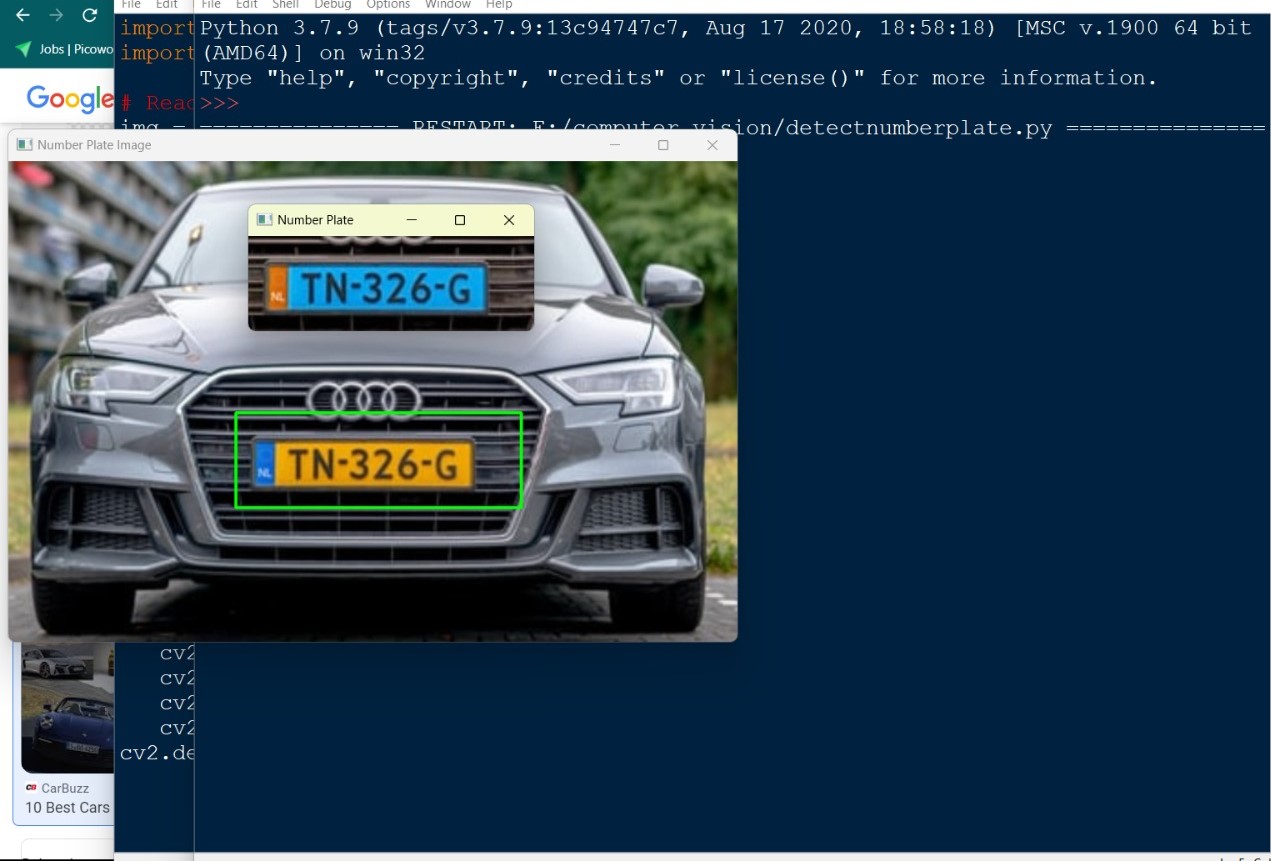 File Edit
File Edit Shell Debug Options Window Help
Jobs | Picowo
Google
import
import
# Read
img =
Python 3.7.9 (tags/v3.7.9:13c94747c7, Aug 17 2020, 18:58:18) [MSC v.1900 64 bit
(AMD64)] on win32
Type "help", "copyright", "credits" or "license()" for more information.
>>>
=============== RESTART: E:/computer vision/detectnumberplate.py ===============
Number Plate Image
Number Plate
NL TN-326-G
NL TN-326-G
cv2
cv2
cv2
cv2
cv2.de
CarBuzz
10 Best Cars